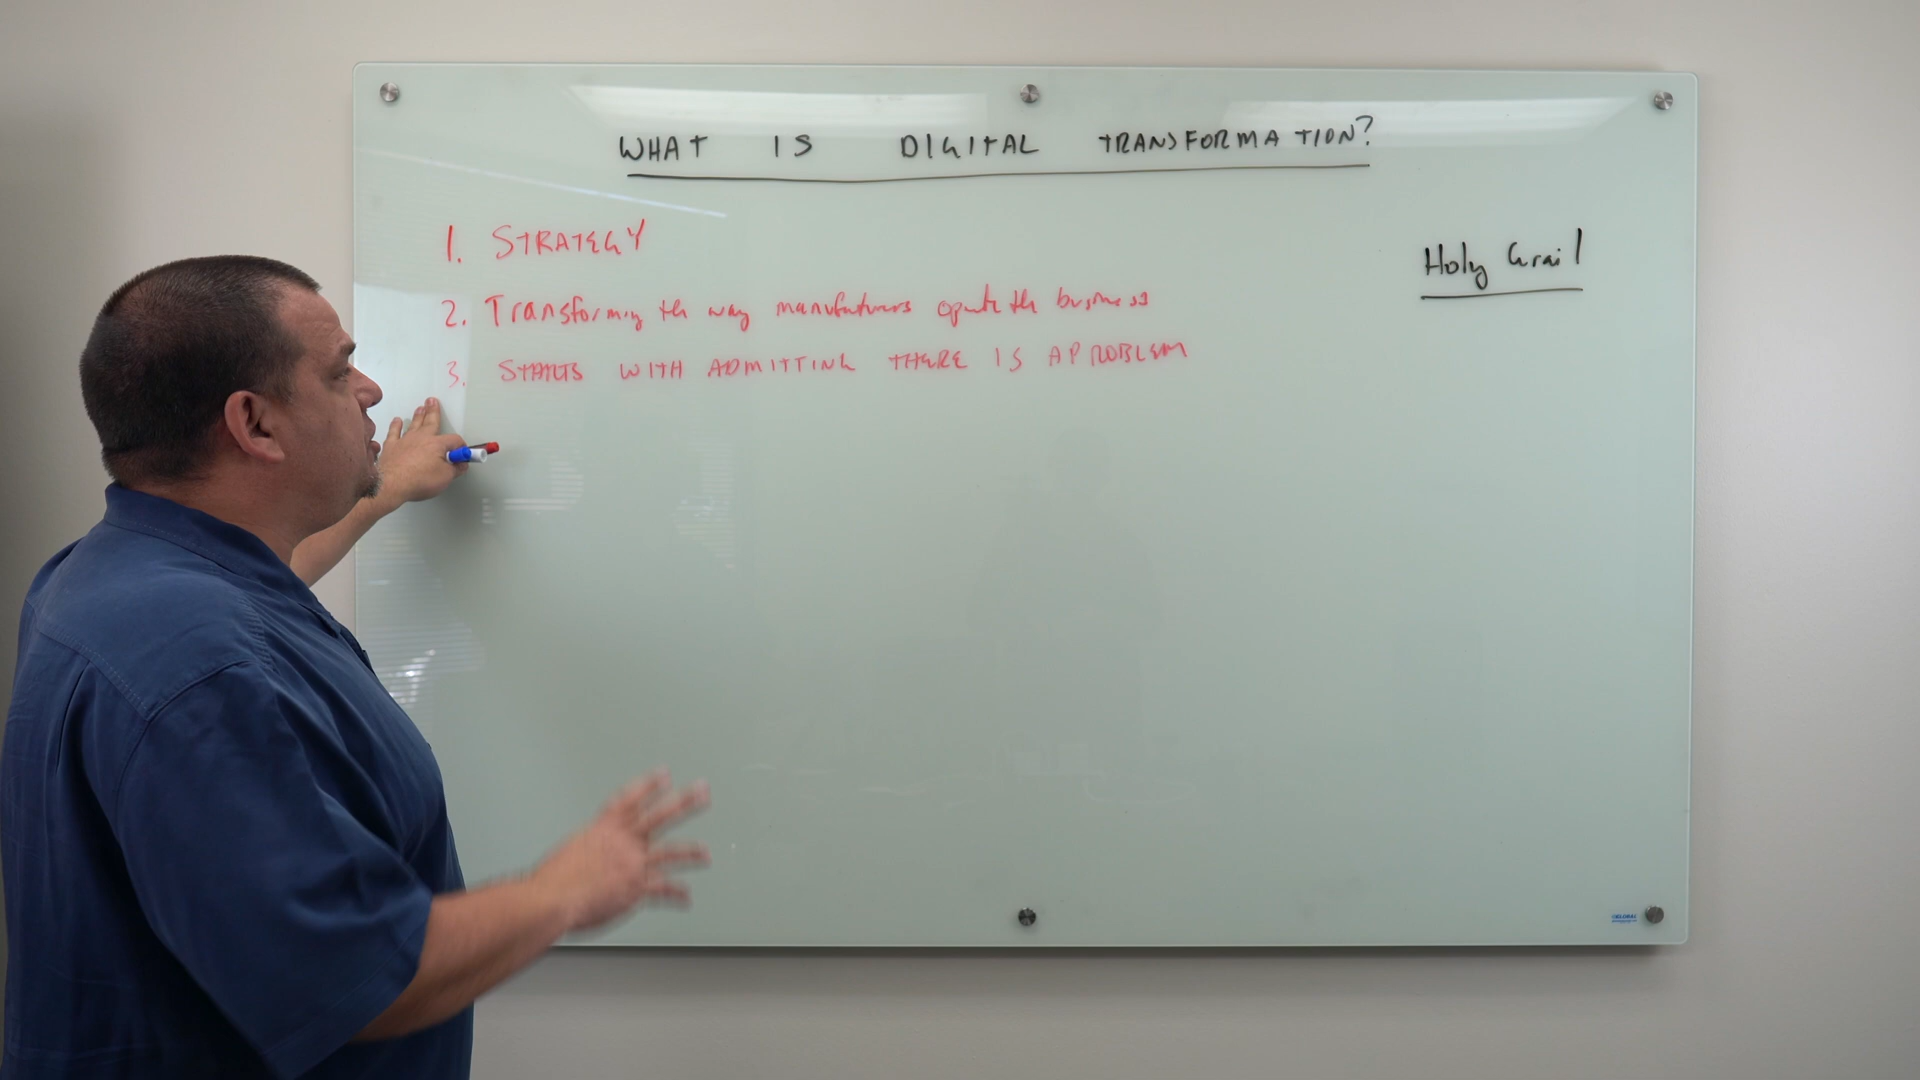 WHAT IS DIGITAL TRANSFORMATION?
1. STRATEGY
Holy Grail
2. Transforming the way manufacturers operate the business
3. STARTS WITH ADMITTING THERE IS A PROBLEM
GLOBAL